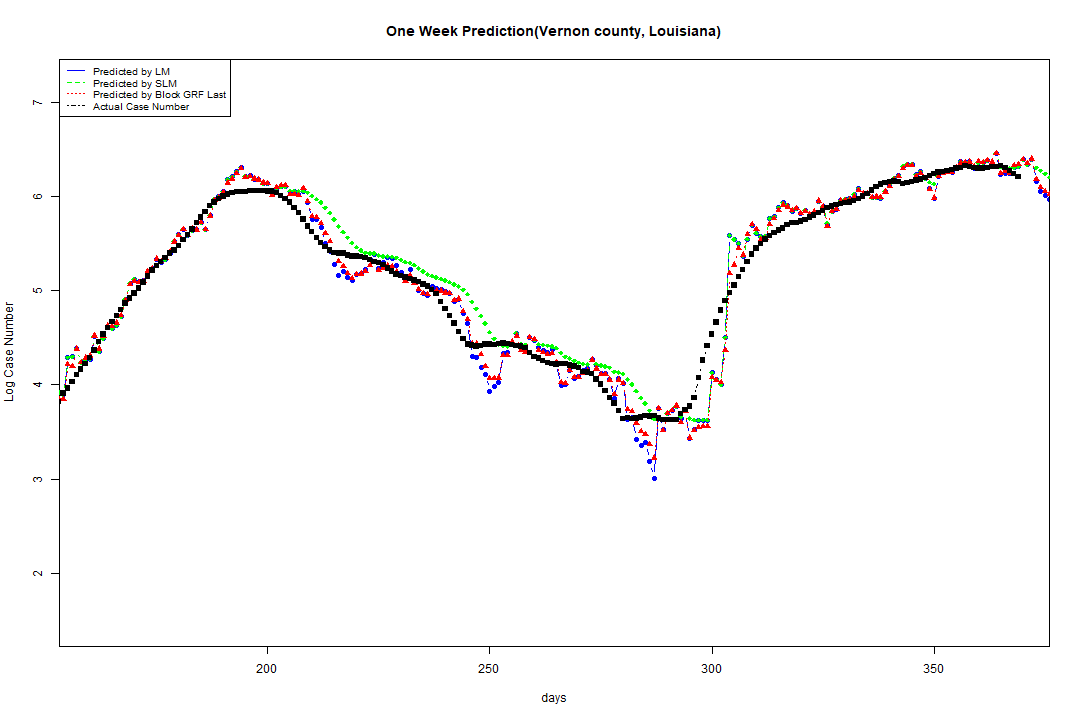 One Week Prediction(Vernon county, Louisiana)
Predicted by LM
Predicted by SLM
Predicted by Block GRF Last
Actual Case Number
7
6
5
4
3
2
Log Case Number
200 250 300 350
days